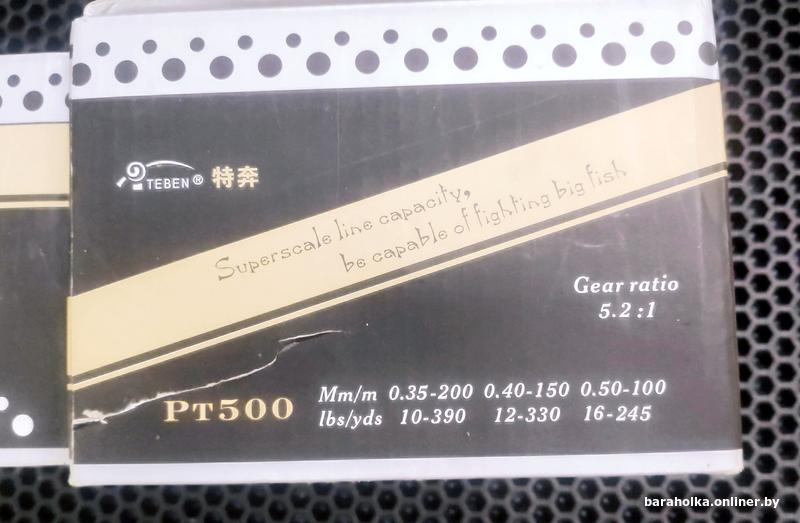 TEBEN® 特奔
Superscale line capacity,
be capable of fighting big fish
Gear ratio
5.2:1
PT500
Mm/m 0.35-200 0.40-150 0.50-100
lbs/yds 10-390 12-330 16-245
baraholka.onliner.by